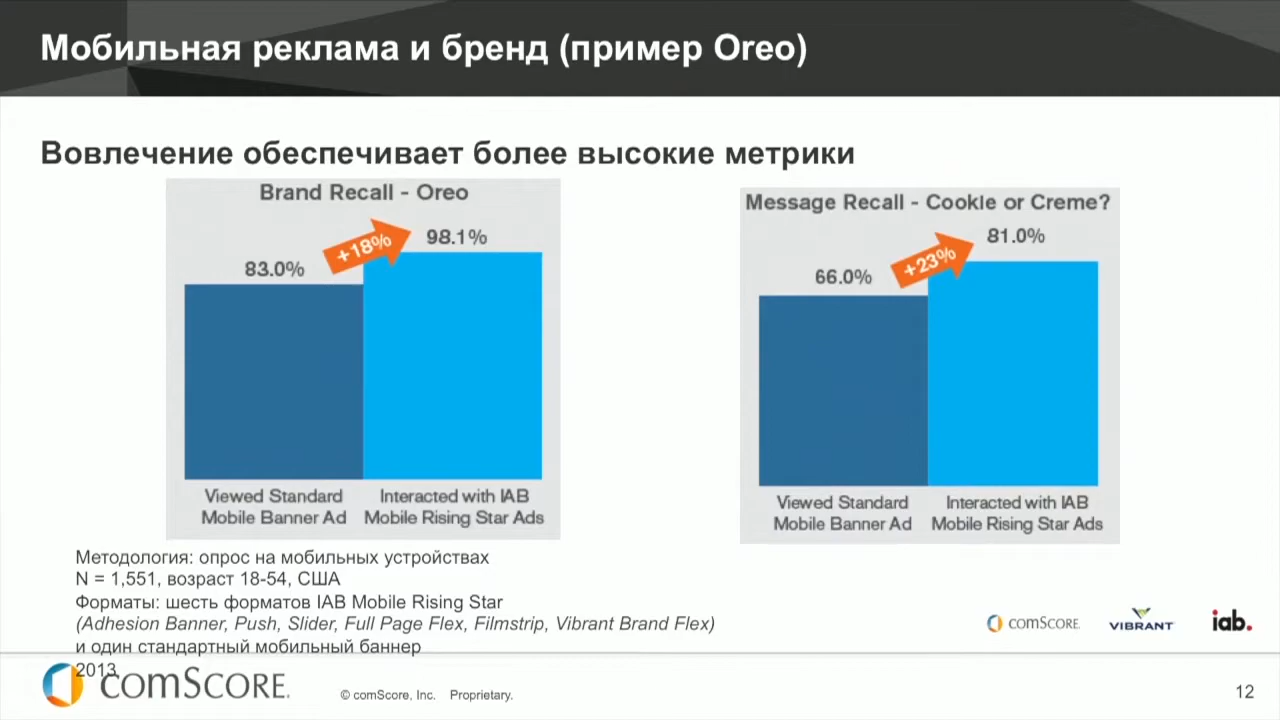 Мобильная реклама и бренд (пример Oreo)
Вовлечение обеспечивает более высокие метрики
Brand Recall - Oreo
+18%
98.1%
83.0%
Viewed Standard
Mobile Banner Ad
Interacted with IAB
Mobile Rising Star Ads
Message Recall - Cookie or Creme?
81.0%
+23%
66.0%
Viewed Standard
Mobile Banner Ad
Interacted with IAB
Mobile Rising Star Ads
Методология: опрос на мобильных устройствах
N = 1,551, возраст 18-54, США
Форматы: шесть форматов IAB Mobile Rising Star
(Adhesion Banner, Push, Slider, Full Page Flex, Filmstrip, Vibrant Brand Flex)
и один стандартный мобильный баннер
2013
comSCORE.
VIBRANT
iab.
comSCORE.
© comScore, Inc. Proprietary.
12